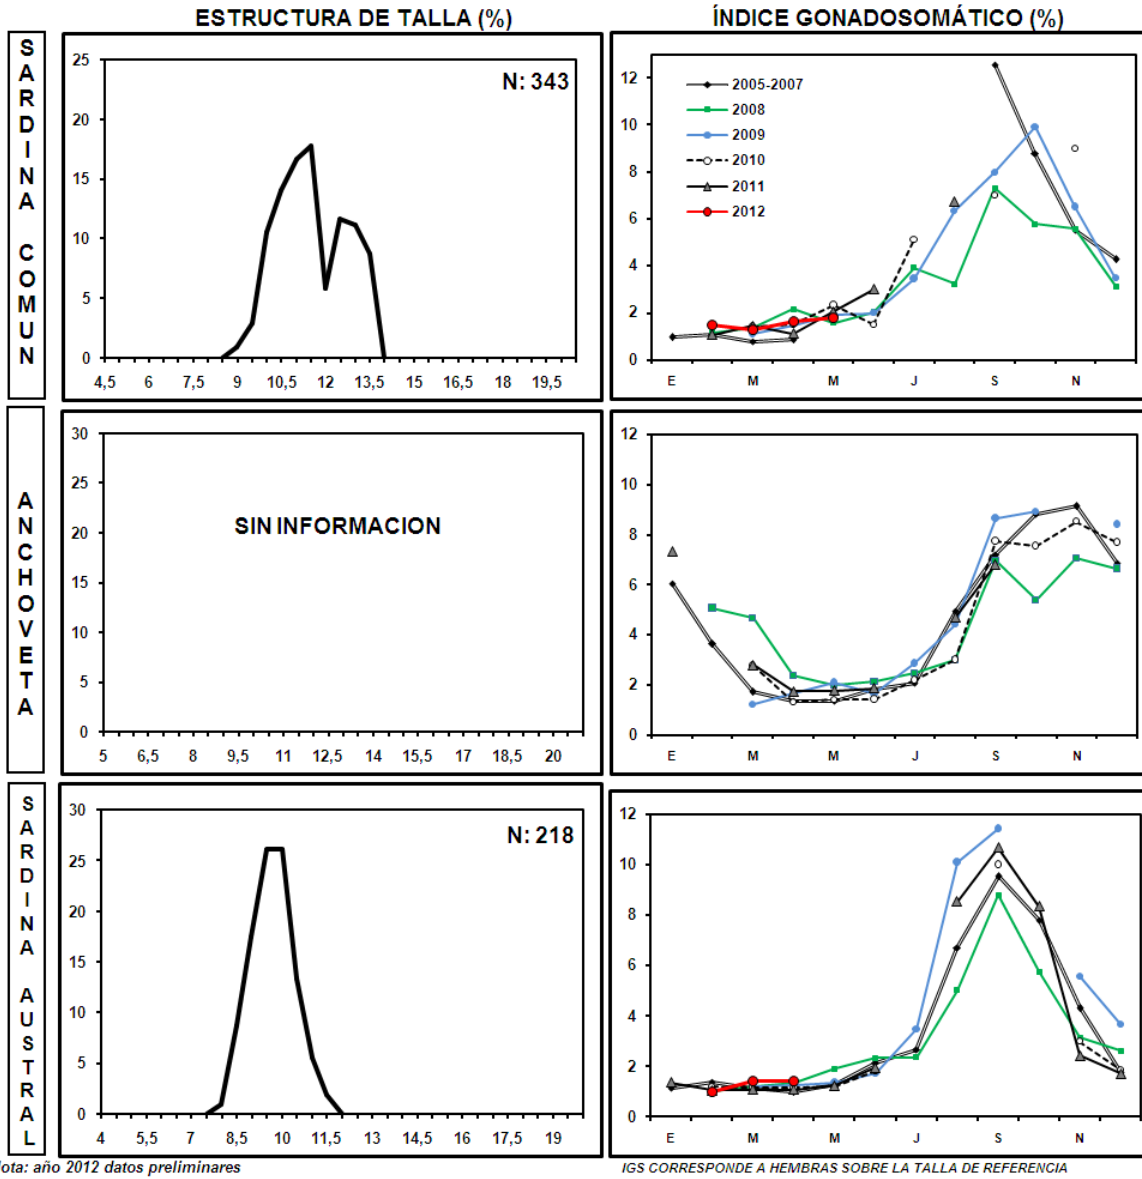 ESTRUCTURA DE TALLA (%)
ÍNDICE GONADOSOMÁTICO (%)
SARDINA COMUN
25
20
15
10
5
0
N: 343
4,5 6 7,5 9 10,5 12 13,5 15 16,5 18 19,5
12
10
8
6
4
2
0
2005-2007
2008
2009
2010
2011
2012
E M M J S N
ANCHOVETA
30
25
20
15
10
5
0
SIN INFORMACION
5 6,5 8 9,5 11 12,5 14 15,5 17 18,5 20
12
10
8
6
4
2
0
E M M J S N
SARDINA AUSTRAL
30
25
20
15
10
5
0
N: 218
4 5,5 7 8,5 10 11,5 13 14,5 16 17,5 19
12
10
8
6
4
2
0
E M M J S N
lota: año 2012 datos preliminares
IGS CORRESPONDE A HEMBRAS SOBRE LA TALLA DE REFERENCIA